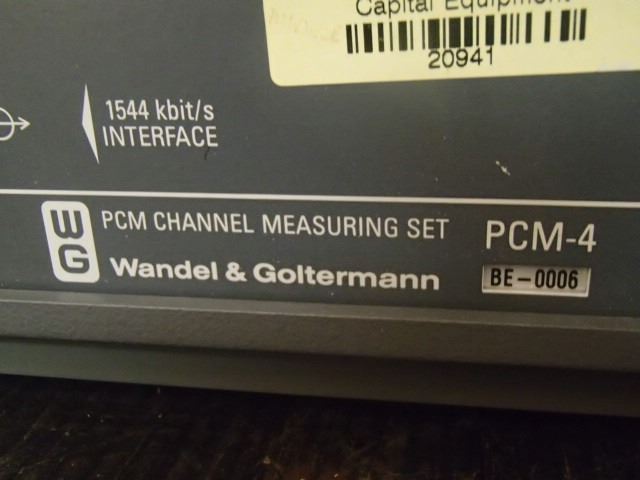 Capital Equipment
20941
1544 kbit/s
INTERFACE
WG
PCM CHANNEL MEASURING SET PCM-4
Wandel & Goltermann BE-0006